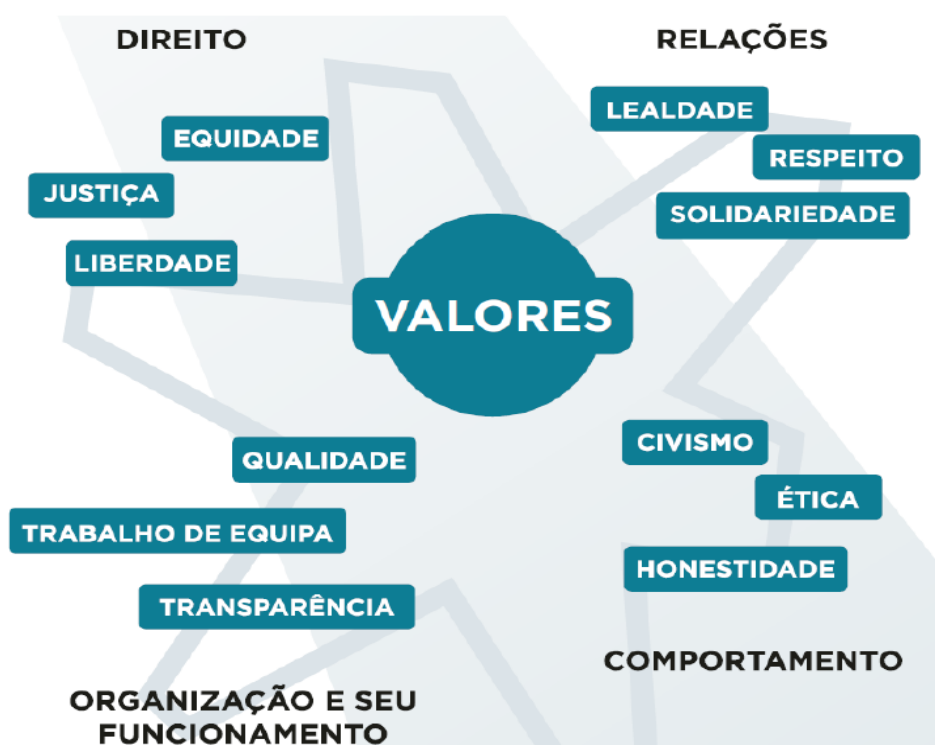 DIREITO
EQUIDADE
JUSTIÇA
LIBERDADE
RELAÇÕES
LEALDADE
RESPEITO
SOLIDARIEDADE
VALORES
QUALIDADE
TRABALHO DE EQUIPA
TRANSPARÊNCIA
ORGANIZAÇÃO E SEU
FUNCIONAMENTO
CIVISMO
ÉTICA
HONESTIDADE
COMPORTAMENTO